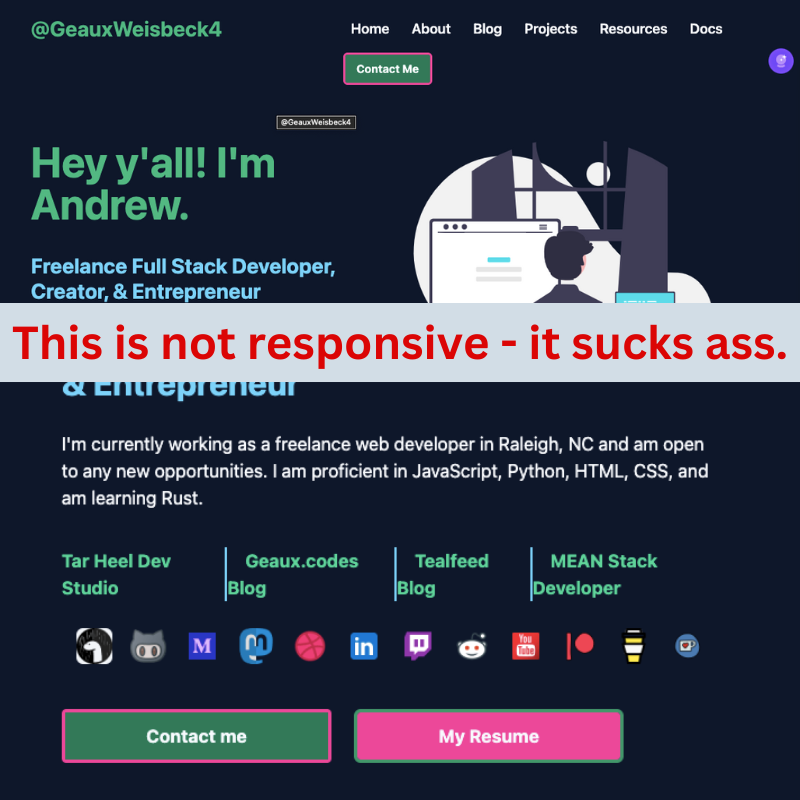 @GeauxWeisbeck4
Home About Blog Projects Resources Docs
Contact Me
@GeauxWeisbeck4
Hey y'all! I'm
Andrew.
Freelance Full Stack Developer,
Creator, & Entrepreneur
This is not responsive - it sucks ass.
& Entrepreneur
I'm currently working as a freelance web developer in Raleigh, NC and am open
to any new opportunities. I am proficient in JavaScript, Python, HTML, CSS, and
am learning Rust.
Tar Heel Dev Geaux.codes Tealfeed MEAN Stack
Studio Blog Blog Developer
M in You Tube
Contact me My Resume